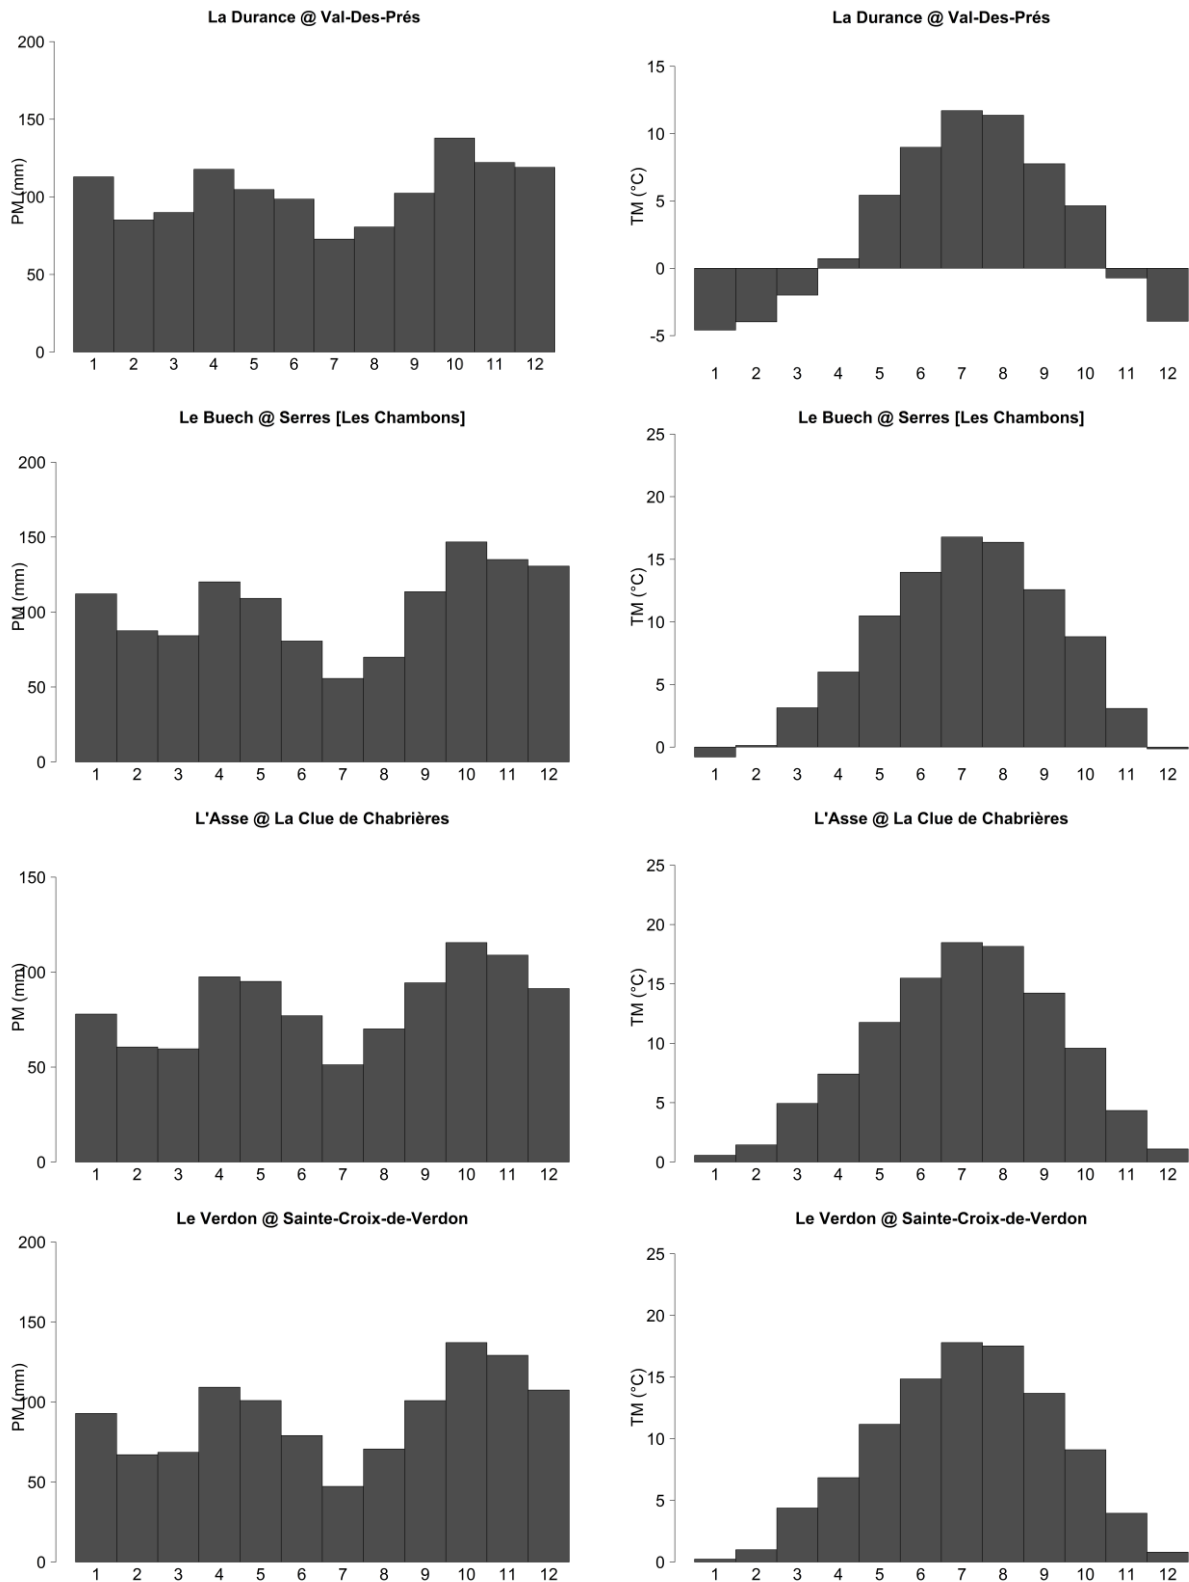 La Durance @ Val-Des-Prés
200
150
100
50
0
PM (mm)
1 2 3 4 5 6 7 8 9 10 11 12
La Durance @ Val-Des-Prés
15
10
5
0
-5
TM (°C)
1 2 3 4 5 6 7 8 9 10 11 12
Le Buech @ Serres [Les Chambons]
200
150
100
50
0
PM (mm)
1 2 3 4 5 6 7 8 9 10 11 12
Le Buech @ Serres [Les Chambons]
25
20
15
10
5
0
TM (°C)
1 2 3 4 5 6 7 8 9 10 11 12
L'Asse @ La Clue de Chabrières
150
100
50
0
PM (mm)
1 2 3 4 5 6 7 8 9 10 11 12
L'Asse @ La Clue de Chabrières
25
20
15
10
5
0
TM (°C)
1 2 3 4 5 6 7 8 9 10 11 12
Le Verdon @ Sainte-Croix-de-Verdon
200
150
100
50
0
PM (mm)
1 2 3 4 5 6 7 8 9 10 11 12
Le Verdon @ Sainte-Croix-de-Verdon
25
20
15
10
5
0
TM (°C)
1 2 3 4 5 6 7 8 9 10 11 12